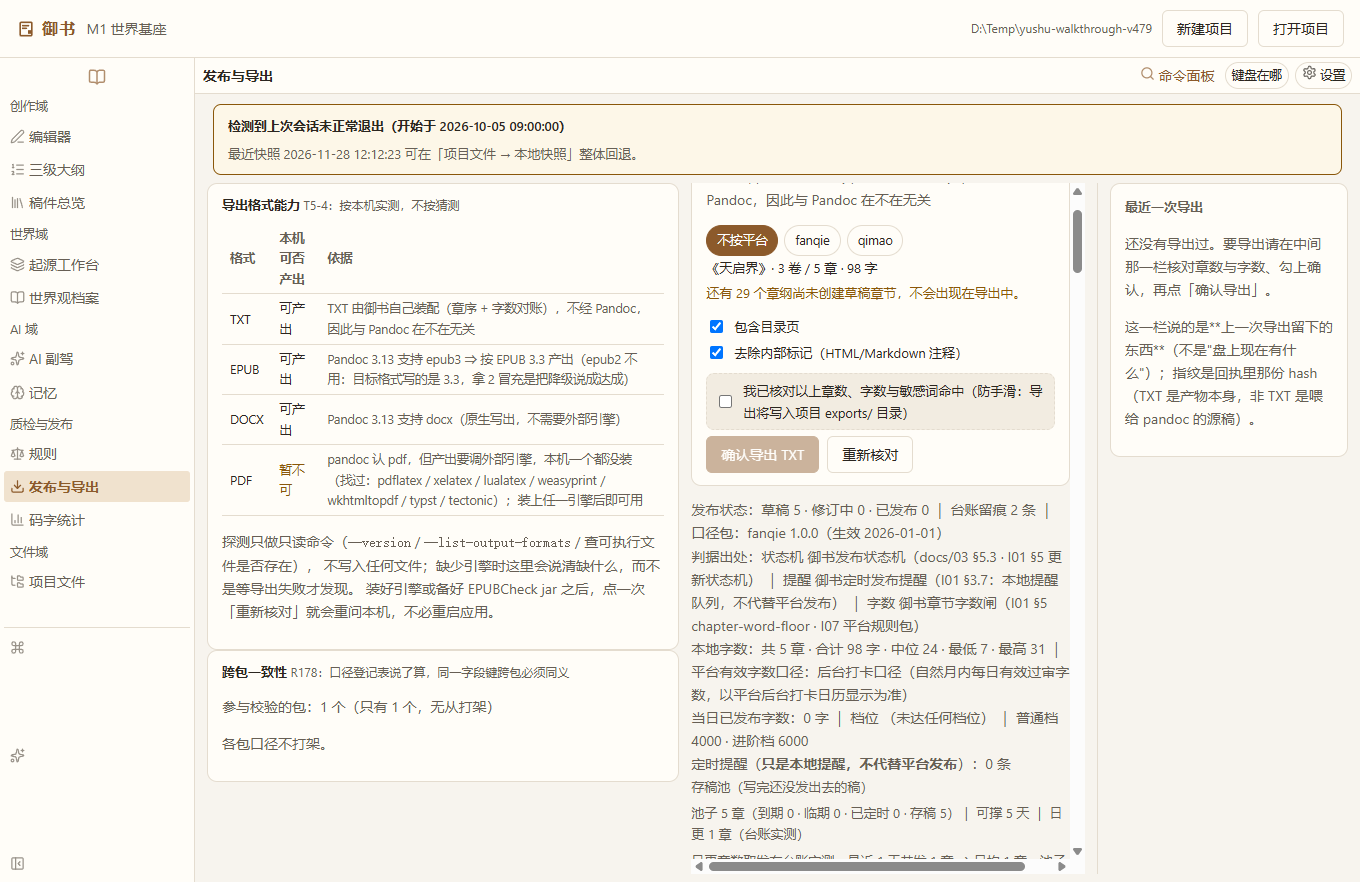 御书 M1 世界基座
D:\Temp\yushu-walkthrough-v479 新建项目 打开项目
创作域
编辑器
三级大纲
稿件总览
世界域
起源工作台
世界观档案
AI 域
AI 副驾
记忆
质检与发布
规则
发布与导出
码字统计
文件域
项目文件
发布与导出
命令面板 键盘在哪 设置
检测到上次会话未正常退出（开始于 2026-10-05 09:00:00）
最近快照 2026-11-28 12:12:23 可在「项目文件 → 本地快照」整体回退。
导出格式能力 T5-4：按本机实测，不按猜测
格式 本机可否产出 依据
TXT 可产出 TXT 由御书自己装配（章序 + 字数对账），不经 Pandoc，
因此与 Pandoc 在不在无关
EPUB 可产出 Pandoc 3.13 支持 epub3 ⇒ 按 EPUB 3.3 产出（epub2 不
用：目标格式写的是 3.3，拿 2 冒充是把降级说成达成）
DOCX 可产出 Pandoc 3.13 支持 docx（原生写出，不需要外部引擎）
PDF 暂不可 pandoc 认 pdf，但产出要调外部引擎，本机一个都没装
（找过：pdflatex / xelatex / lualatex / weasyprint /
wkhtmltopdf / typst / tectonic）；装上任一引擎后即可用
探测只做只读命令（--version / --list-output-formats / 查可执行文
件是否存在），不写入任何文件；缺少引擎时这里会说清缺什么，而不
是等导出失败才发现。 装好引擎或备好 EPUBCheck jar 之后，点一次
「重新核对」就会重问本机，不必重启应用。
跨包一致性 R178：口径登记表说了算，同一字段键跨包必须同义
参与校验的包：1 个（只有 1 个，无从打架）
各包口径不打架。
Pandoc，因此与 Pandoc 在不在无关
不按平台 fanqie qimao
《天启界》· 3 卷 / 5 章 · 98 字
还有 29 个章纲尚未创建草稿章节，不会出现在导出中。
包含目录页
去除内部标记（HTML/Markdown 注释）
我已核对以上章数、字数与敏感词命中（防手滑：导
出将写入项目 exports/ 目录）
确认导出 TXT 重新核对
发布状态：草稿 5 · 修订中 0 · 已发布 0 ｜ 台账留痕 2 条 ｜
口径包：fanqie 1.0.0（生效 2026-01-01）
判据出处：状态机 御书发布状态机（docs/03 §5.3 · I01 §5 更
新状态机） ｜ 提醒 御书定时发布提醒（I01 §3.7：本地提醒
队列，不代替平台发布） ｜ 字数 御书章节字数闸（I01 §5
chapter-word-floor · I07 平台规则包）
本地字数：共 5 章 · 合计 98 字 · 中位 24 · 最低 7 · 最高 31 ｜
平台有效字数口径：后台打卡口径（自然月内每日有效过审字
数，以平台后台打卡日历显示为准）
当日已发布字数：0 字 ｜ 档位 （未达任何档位） ｜ 普通档
4000 · 进阶档 6000
定时提醒（只是本地提醒，不代替平台发布）：0 条
存稿池（写完还没发出去的稿）
池子 5 章（到期 0 · 临期 0 · 已定时 0 · 存稿 5） ｜ 可撑 5 天 ｜ 日
更 1 章（台账实测）
最近一次导出
还没有导出过。要导出请在中间
那一栏核对章数与字数、勾上确
认，再点「确认导出」。
这一栏说的是**上一次导出留下的
东西**（不是"盘上现在有什
么"）；指纹是回执里那份 hash
（TXT 是产物本身，非 TXT 是喂
给 pandoc 的源稿）。